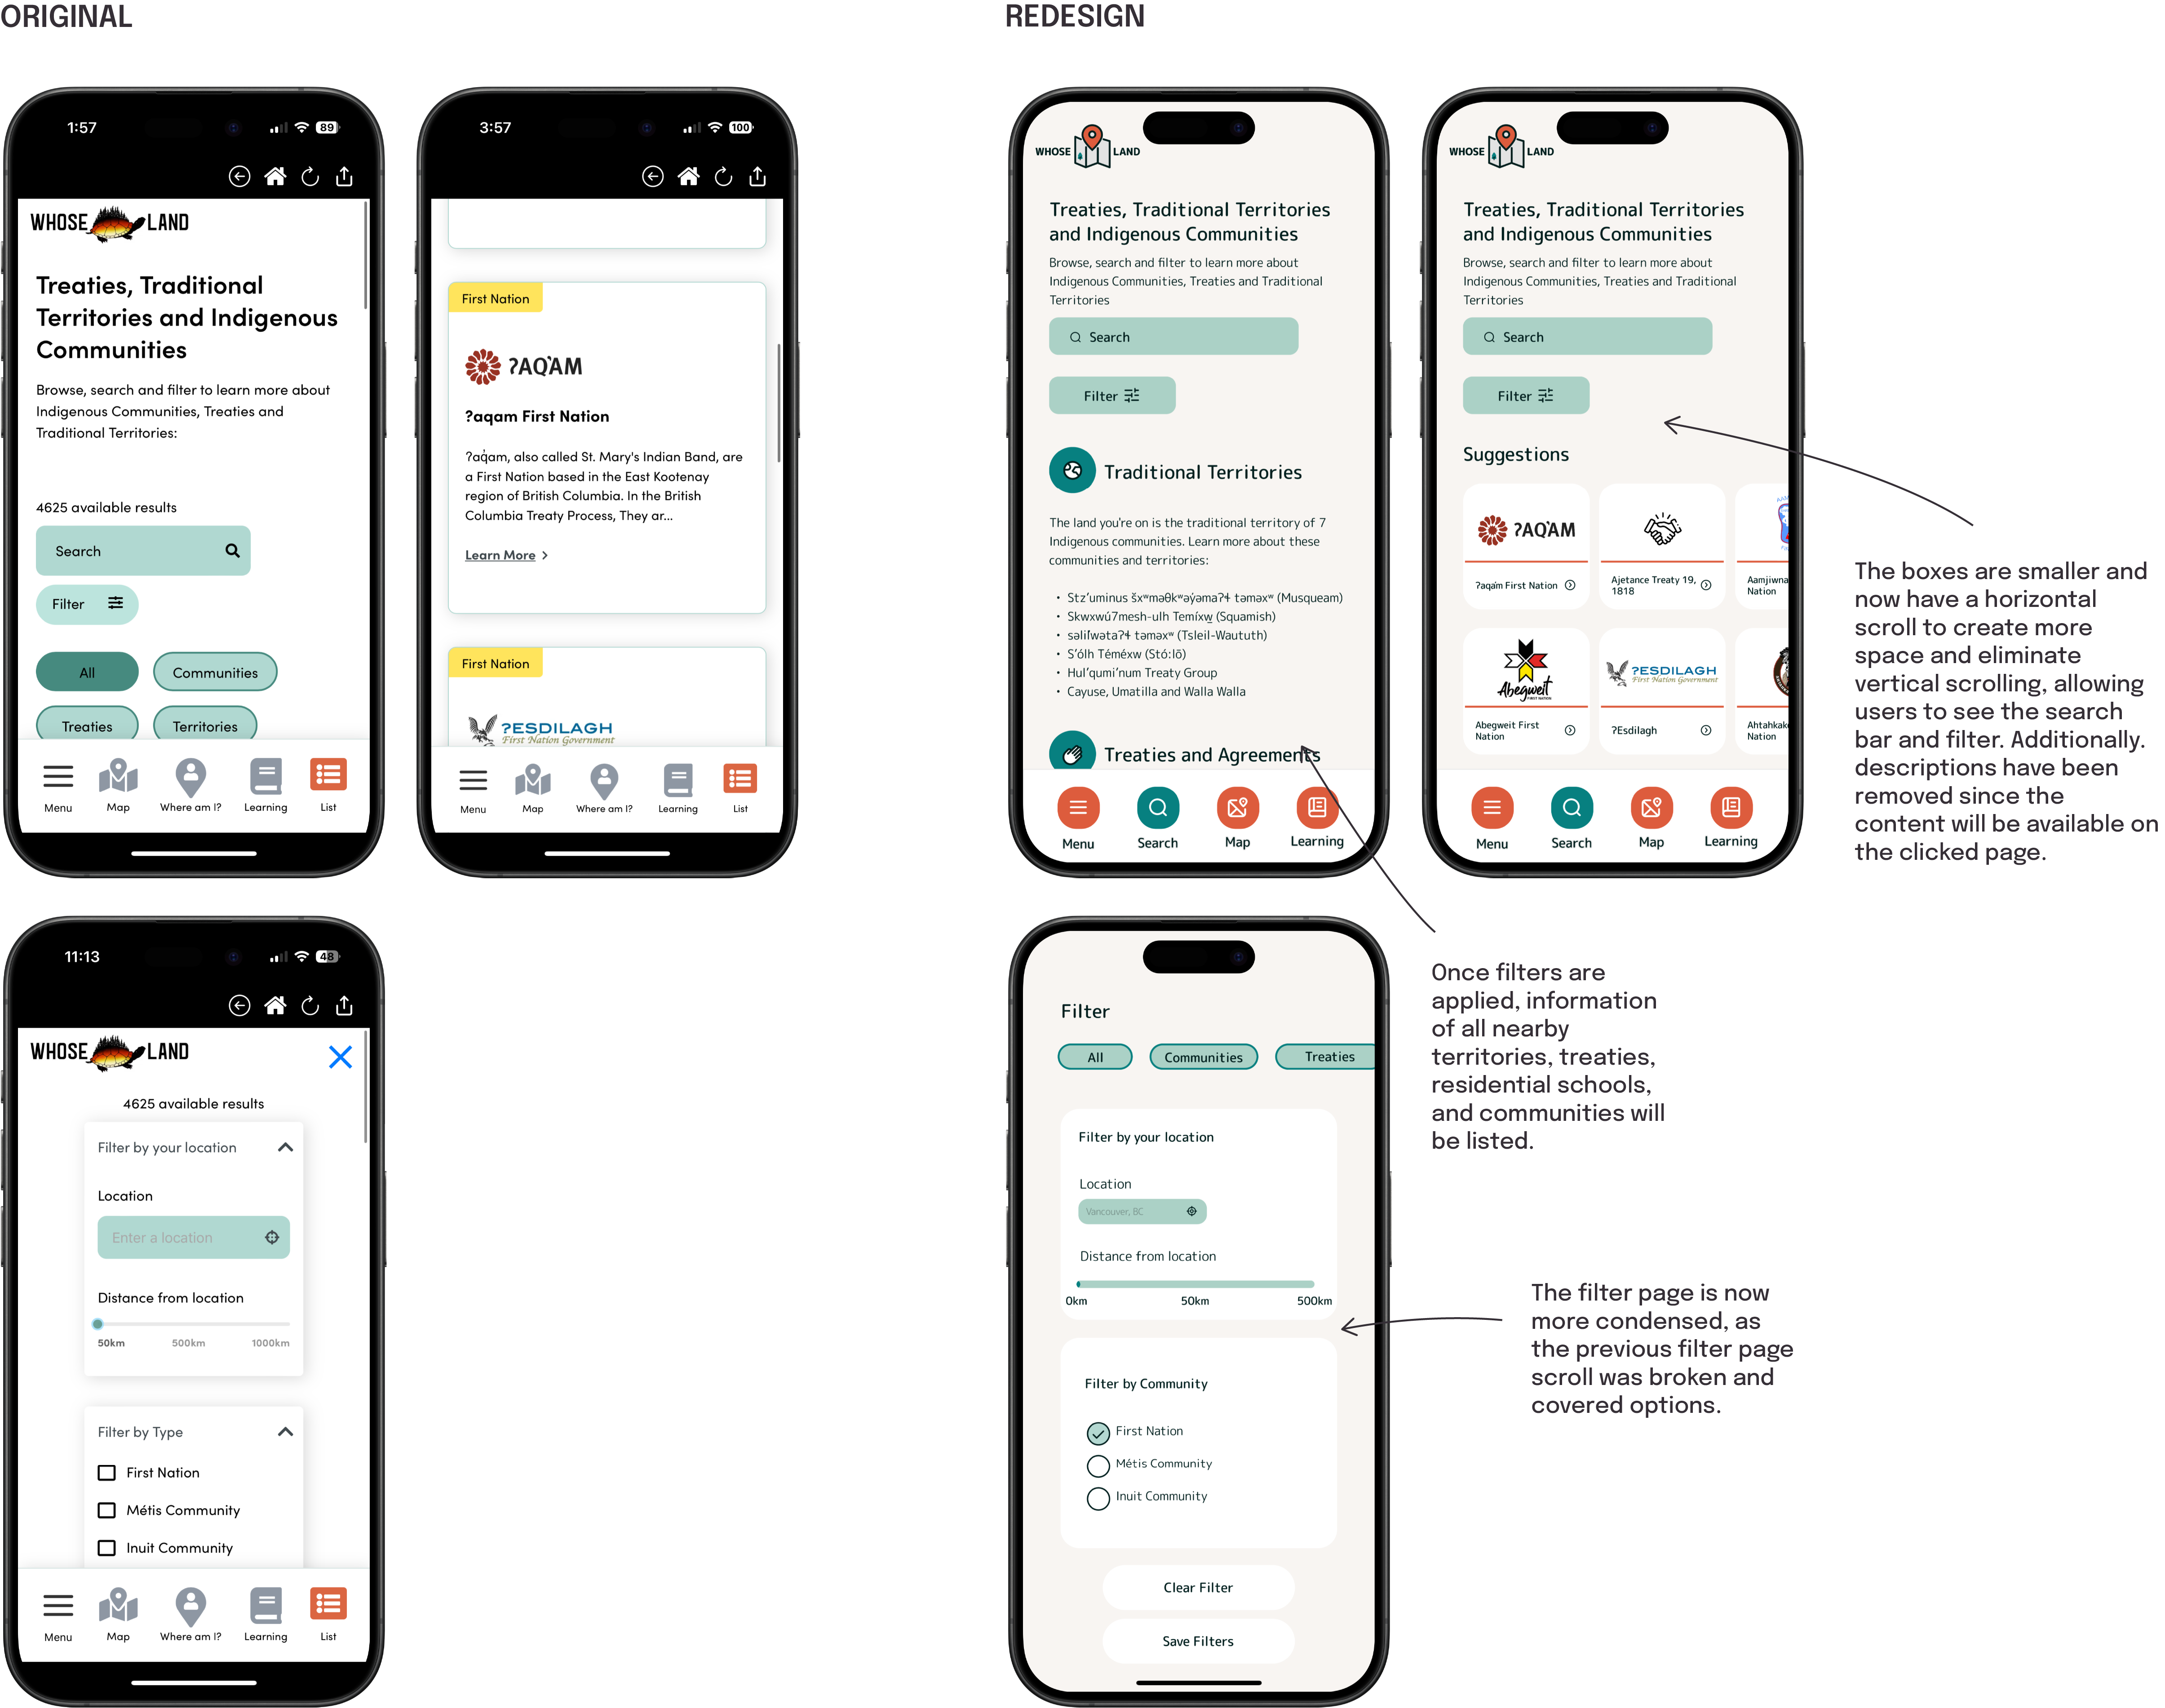 ORIGINAL
REDESIGN
1:57
89
WHOSE LAND
Treaties, Traditional
Territories and Indigenous
Communities
Browse, search and filter to learn more about
Indigenous Communities, Treaties and
Traditional Territories:
4625 available results
Search
Filter
All
Communities
Treaties
Territories
Menu
Map
Where am I?
Learning
List
3:57
100
First Nation
ʔAQ̓AM
?aqam First Nation
ʔaq̓am, also called St. Mary's Indian Band, are
a First Nation based in the East Kootenay
region of British Columbia. In the British
Columbia Treaty Process, They ar...
Learn More
First Nation
ʔESDILAGH
First Nation Government
Menu
Map
Where am I?
Learning
List
WHOSE LAND
Treaties, Traditional Territories
and Indigenous Communities
Browse, search and filter to learn more about
Indigenous Communities, Treaties and Traditional
Territories
Search
Filter
Traditional Territories
The land you're on is the traditional territory of 7
Indigenous communities. Learn more about these
communities and territories:
• Stz'uminus šxʷməθkʷəy̓əmaʔɬ təməxʷ (Musqueam)
• Skwxwú7mesh-ulh Temíx̱w (Squamish)
• səlil̓wətaʔɬ təməxʷ (Tsleil-Waututh)
• S'ólh Téméxw (Stó:lō)
• Hul'qumi'num Treaty Group
• Cayuse, Umatilla and Walla Walla
Treaties and Agreements
Menu
Search
Map
Learning
WHOSE LAND
Treaties, Traditional Territories
and Indigenous Communities
Browse, search and filter to learn more about
Indigenous Communities, Treaties and Traditional
Territories
Search
Filter
Suggestions
ʔAQ̓AM
ʔaqa̓m First Nation
Ajetance Treaty 19,
1818
Aamjiwna
Nation
Abegweit
FIRST NATION
ʔESDILAGH
First Nation Government
Abegweit First
Nation
?Esdilagh
Ahtahkak
Nation
Menu
Search
Map
Learning
The boxes are smaller and
now have a horizontal
scroll to create more
space and eliminate
vertical scrolling, allowing
users to see the search
bar and filter. Additionally.
descriptions have been
removed since the
content will be available on
the clicked page.
11:13
48
WHOSE LAND
4625 available results
Filter by your location
Location
Enter a location
Distance from location
50km
500km
1000km
Filter by Type
First Nation
Métis Community
Inuit Community
Menu
Map
Where am I?
Learning
List
Filter
All
Communities
Treaties
Filter by your location
Location
Vancouver, BC
Distance from location
0km
50km
500km
Filter by Community
First Nation
Métis Community
Inuit Community
Clear Filter
Save Filters
Once filters are
applied, information
of all nearby
territories, treaties,
residential schools,
and communities will
be listed.
The filter page is now
more condensed, as
the previous filter page
scroll was broken and
covered options.